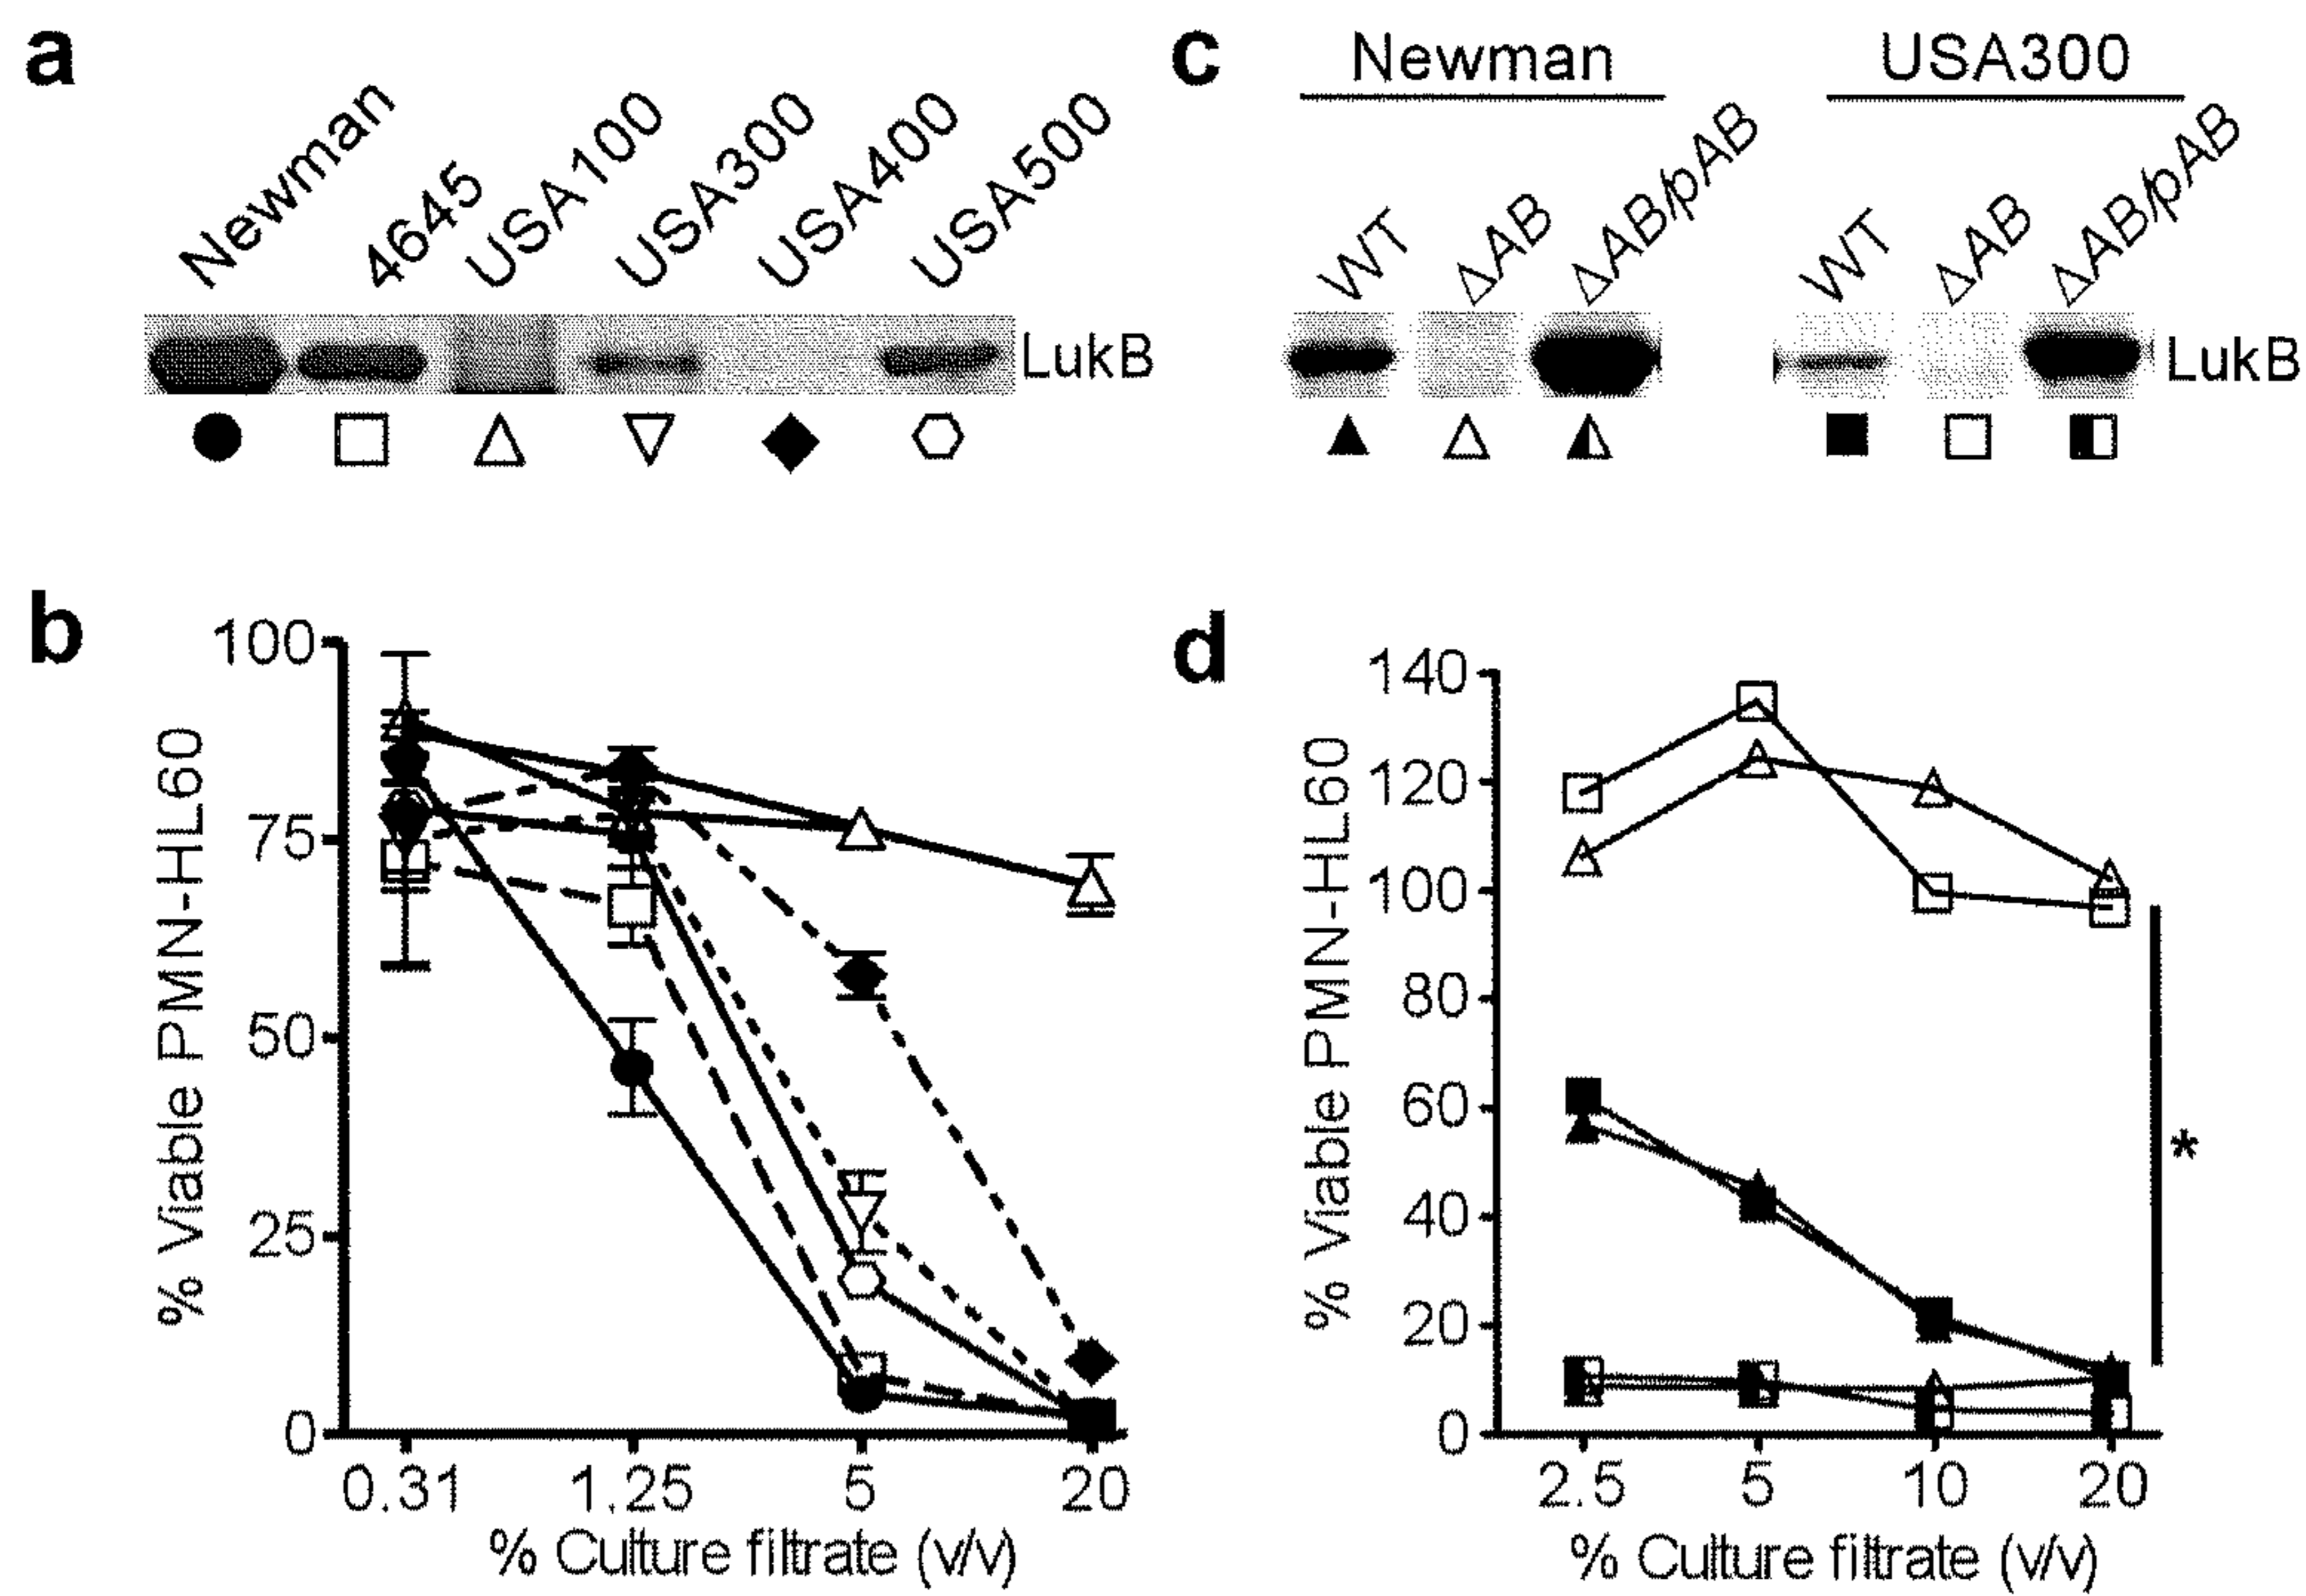 a
Newman
4645
USA100
USA300
USA400
USA500
LukB
c
Newman
USA300
WT
ΔAB
ΔAB/pAB
WT
ΔAB
ΔAB/pAB
LukB
b
% Viable PMN-HL60
100
75
50
25
0
0.31 1.25 5 20
% Culture filtrate (v/v)
d
% Viable PMN-HL60
140
120
100
80
60
40
20
0
*
2.5 5 10 20
% Culture filtrate (v/v)